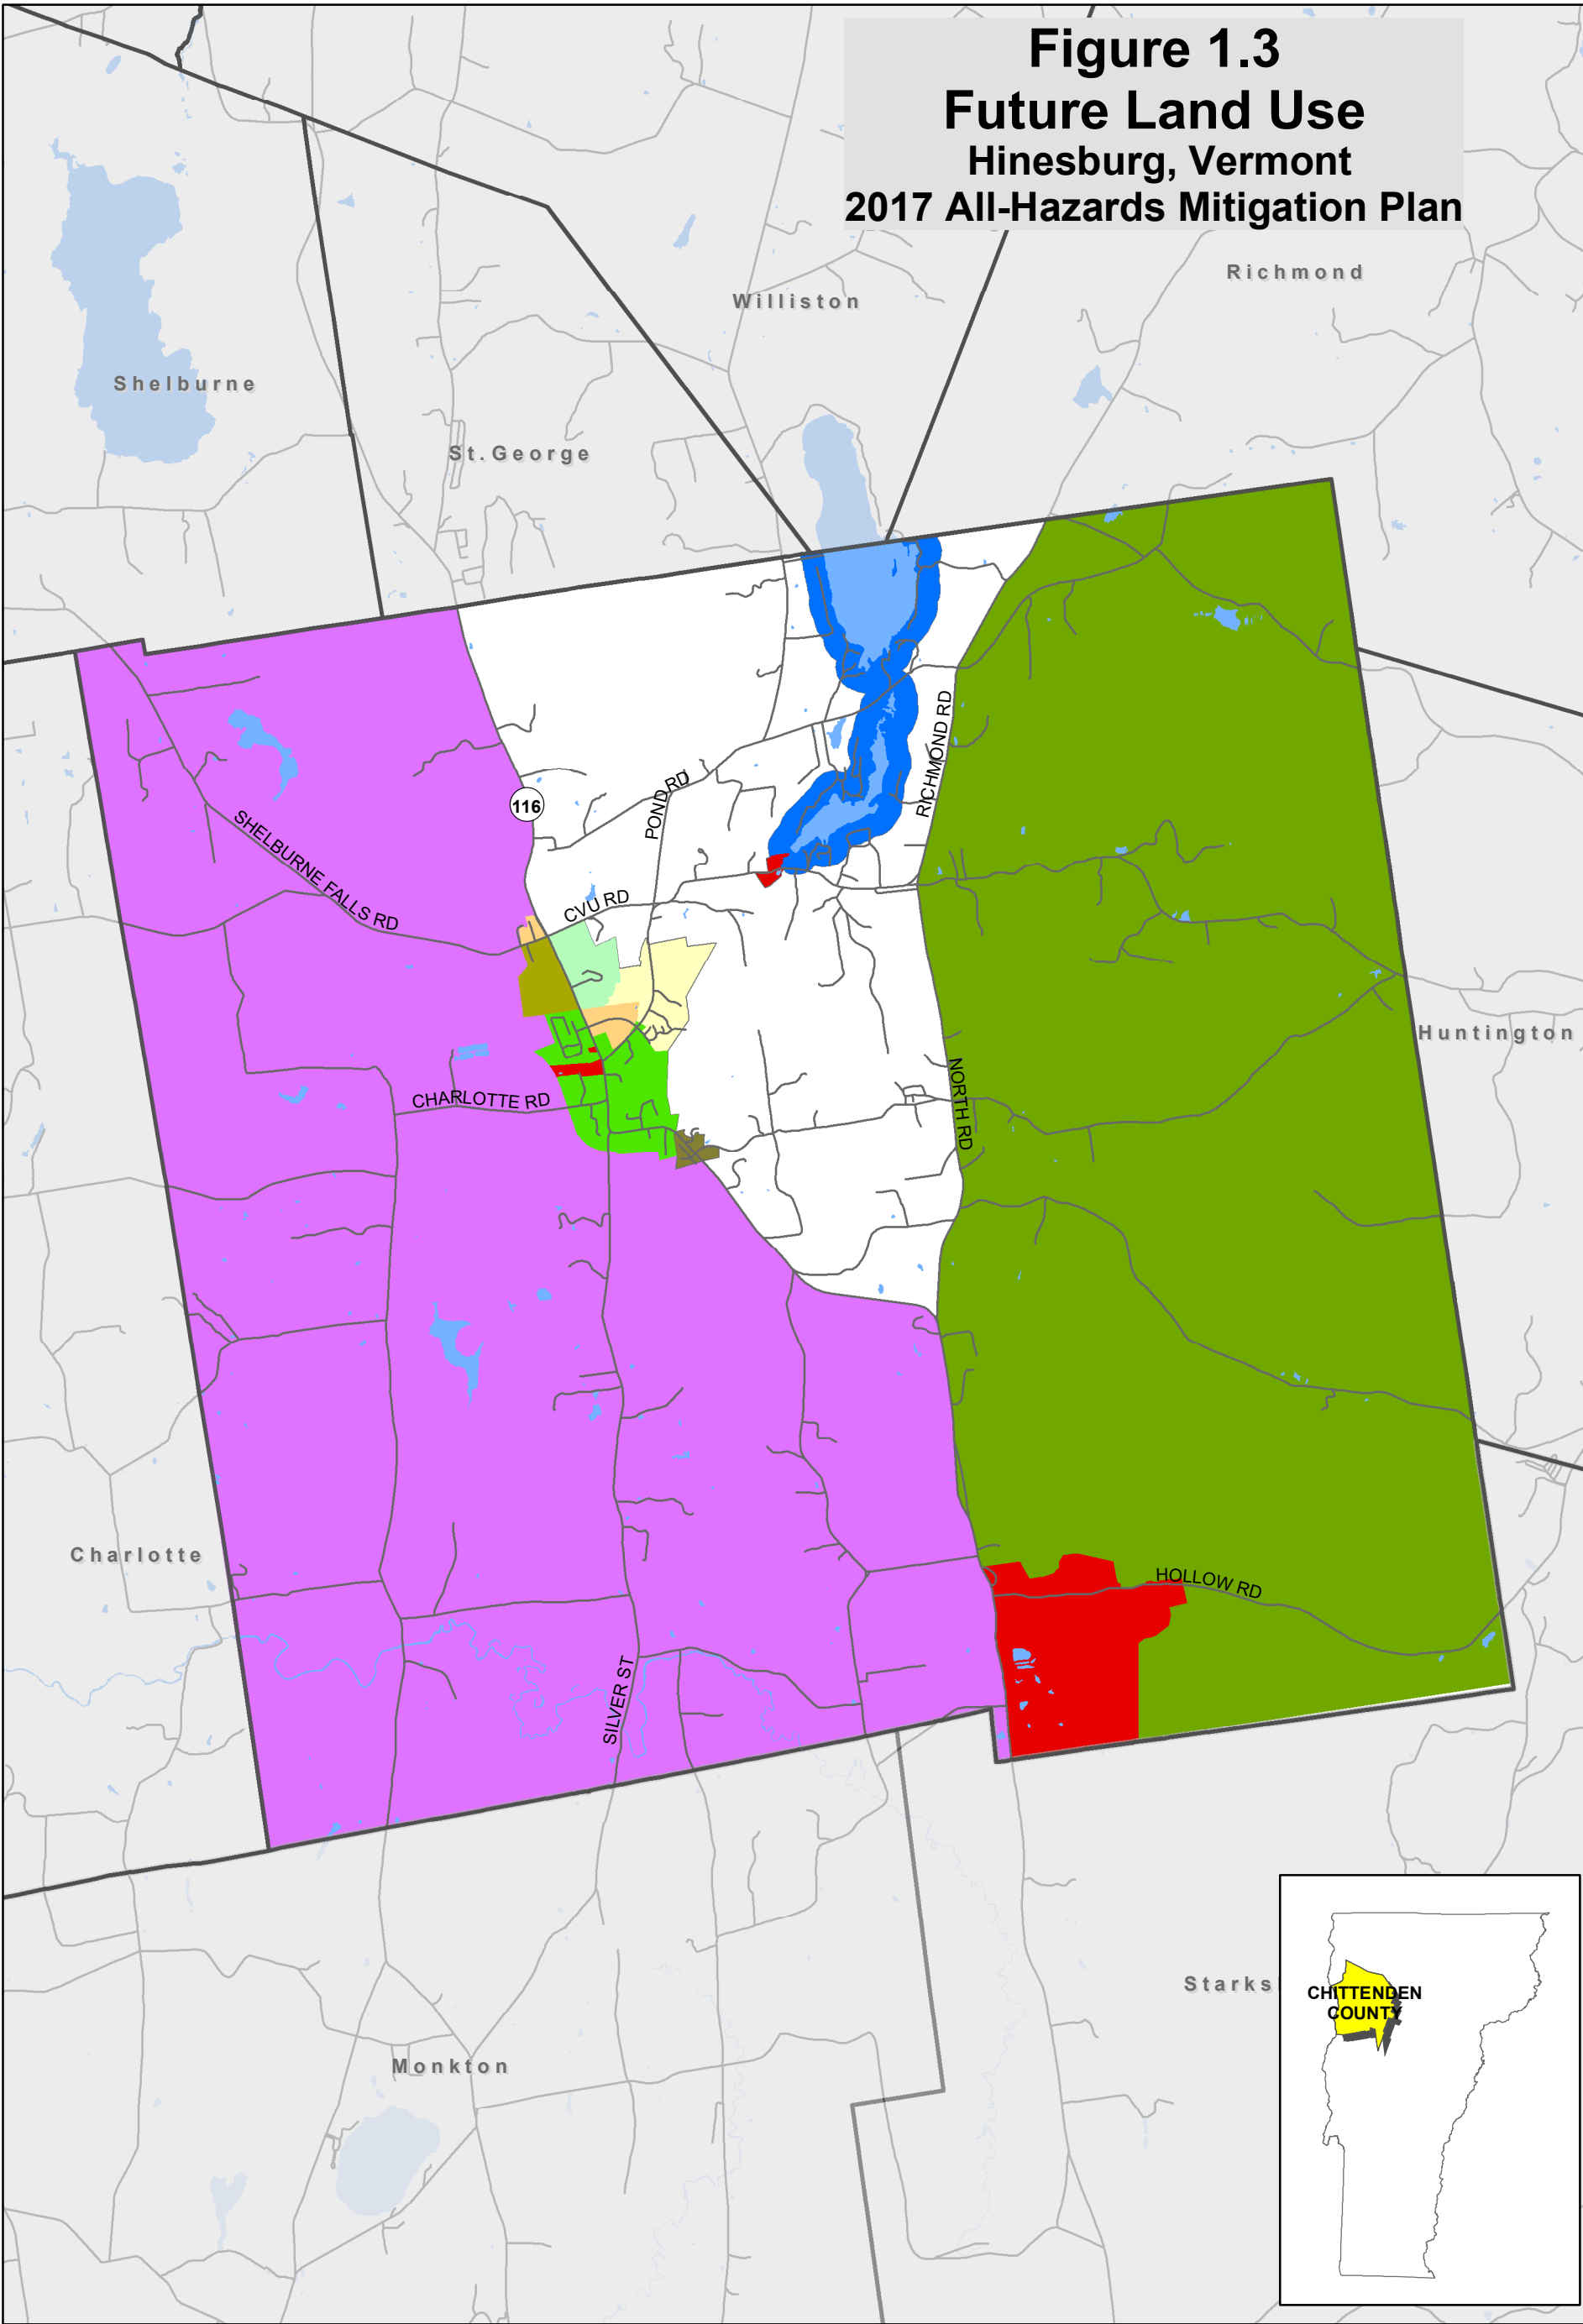 Figure 1.3
Future Land Use
Hinesburg, Vermont
2017 All-Hazards Mitigation Plan
Richmond
Williston
Shelburne
St.George
RICHMOND RD
116
POND RD
SHELBURNE FALLS RD
CVU RD
Huntington
NORTH RD
CHARLOTTE RD
Charlotte
HOLLOW RD
SILVER ST
Starks
CHITTENDEN
COUNTY
Monkton